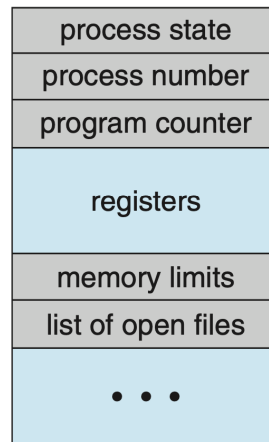 process state
process number
program counter
registers
memory limits
list of open files
• • •